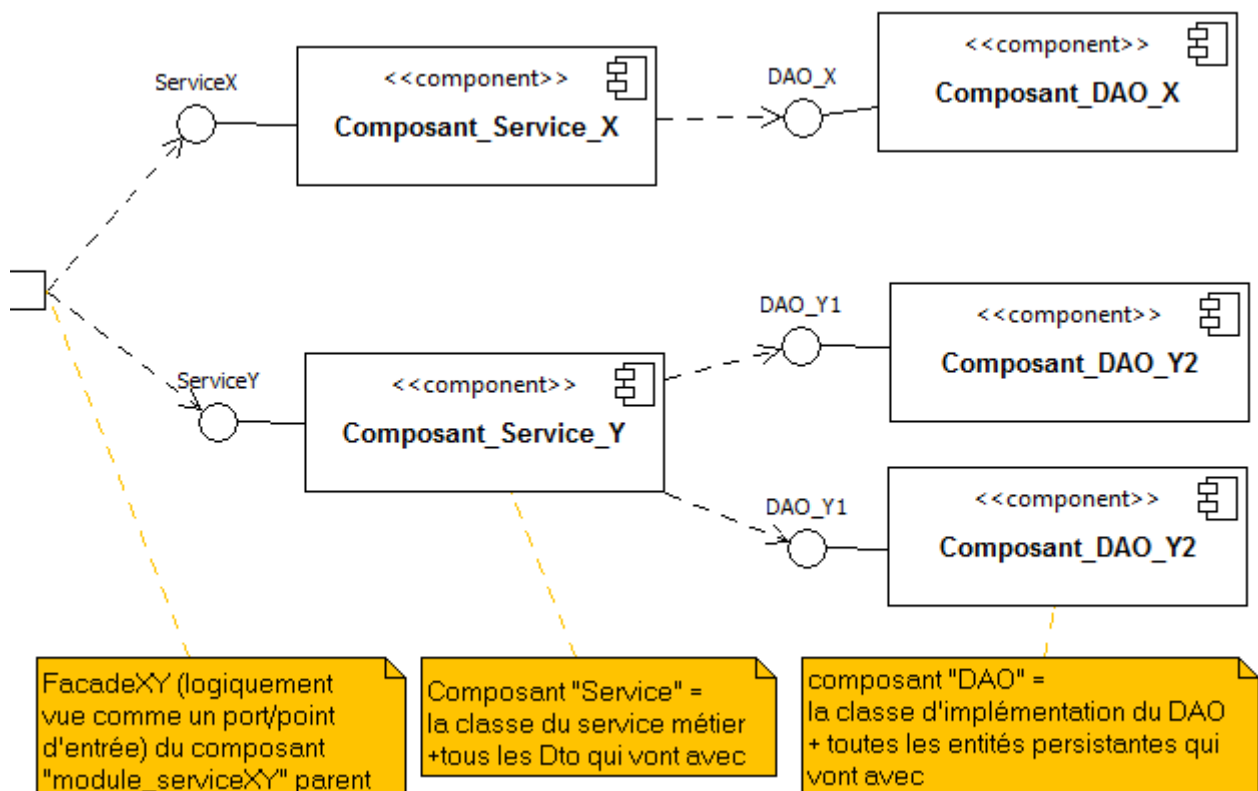 <<component>>
Composant_DAO_X
DAO_X
<<component>>
Composant_Service_X
ServiceX
<<component>>
Composant_DAO_Y2
DAO_Y1
<<component>>
Composant_Service_Y
ServiceY
<<component>>
Composant_DAO_Y2
DAO_Y1
FacadeXY (logiquement
vue comme un port/point
d'entrée) du composant
"module_serviceXY" parent
Composant "Service" =
la classe du service métier
+tous les Dto qui vont avec
composant "DAO" =
la classe d'implémentation du DAO
+ toutes les entités persistantes qui
vont avec